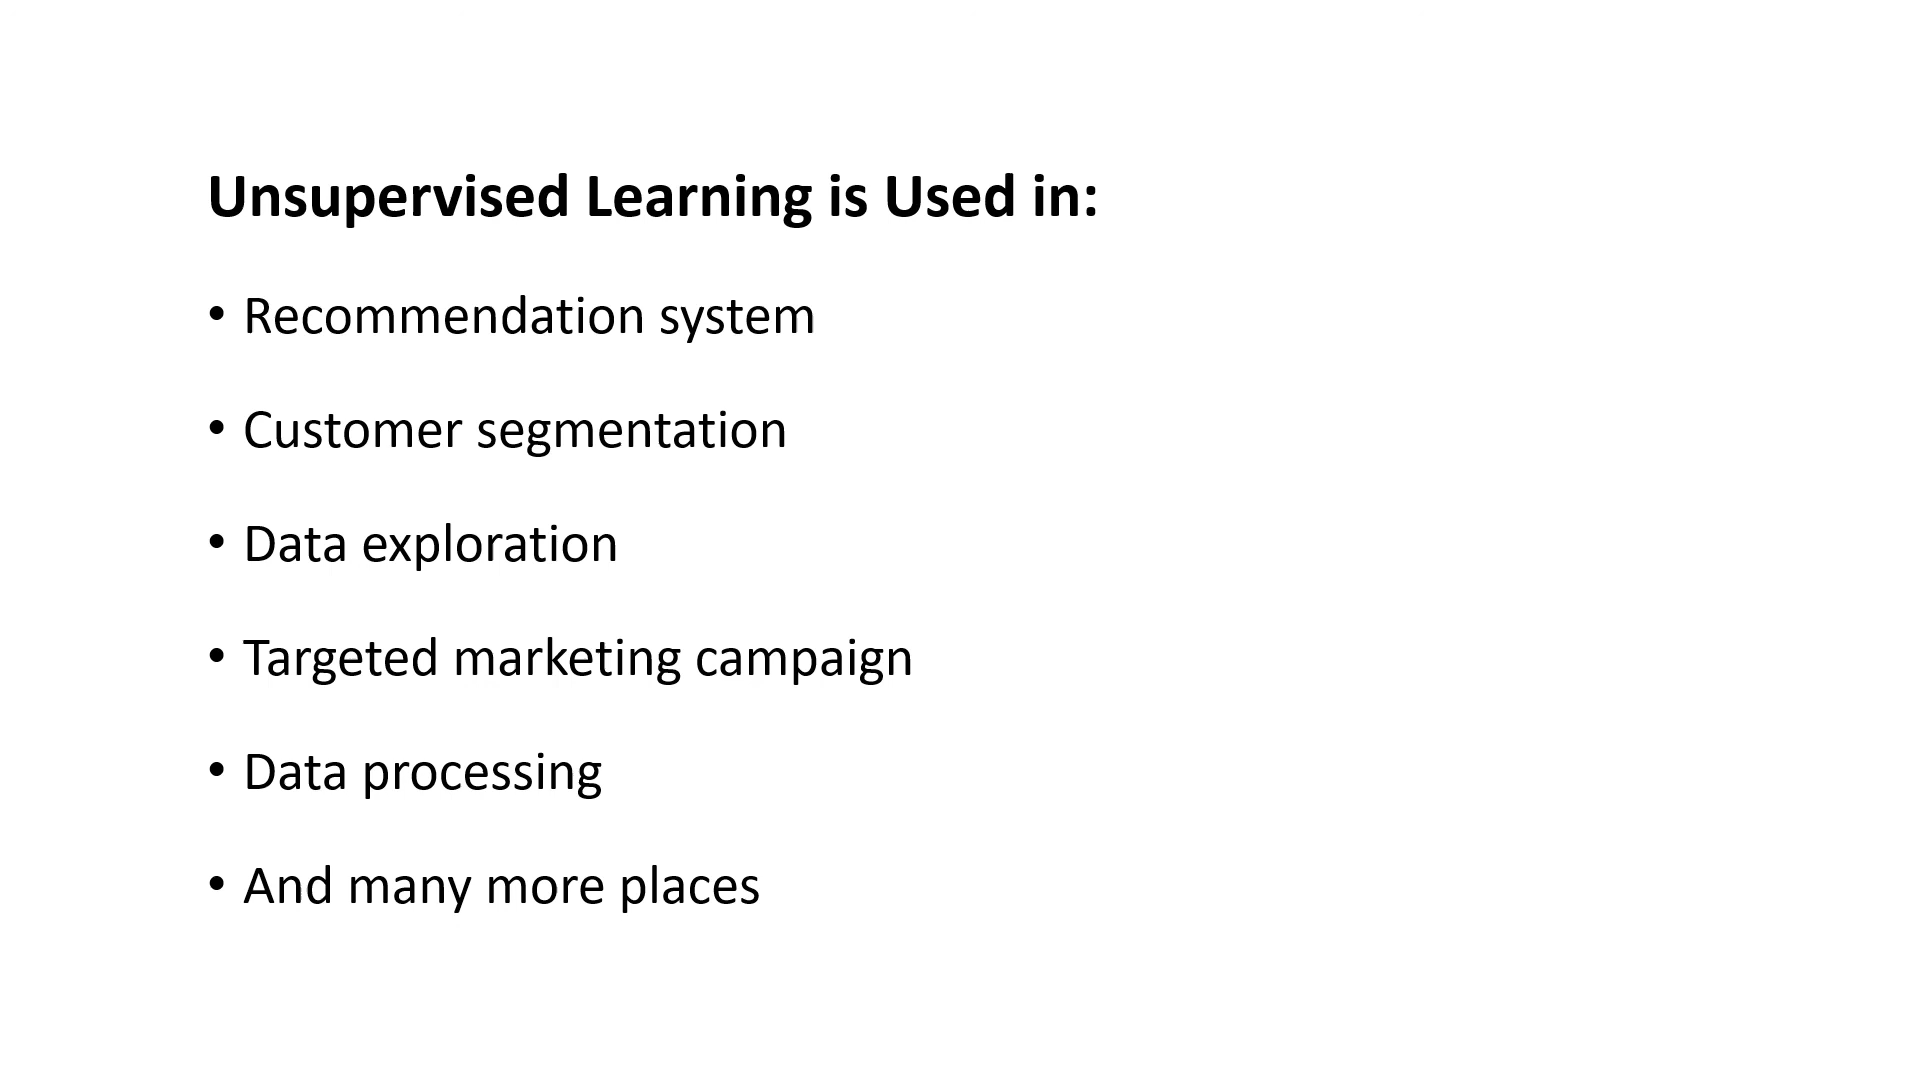 Unsupervised Learning is Used in:
• Recommendation system
• Customer segmentation
• Data exploration
• Targeted marketing campaign
• Data processing
• And many more places